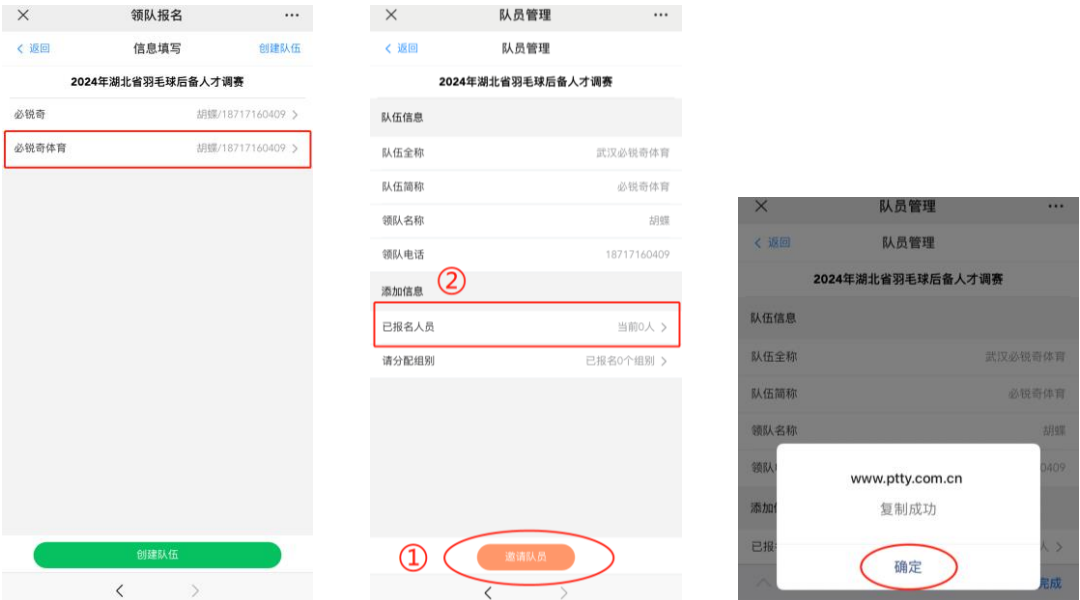 领队报名
返回
信息填写
创建队伍
2024年湖北省羽毛球后备人才调赛
必锐奇
胡蝶/18717160409
必锐奇体育
胡蝶/18717160409
创建队伍
队员管理
返回
队员管理
2024年湖北省羽毛球后备人才调赛
队伍信息
队伍全称
武汉必锐奇体育
队伍简称
必锐奇体育
领队名称
胡蝶
领队电话
18717160409
添加信息
②
已报名人员
当前0人
请分配组别
已报名0个组别
①
邀请队员
队员管理
返回
队员管理
2024年湖北省羽毛球后备人才调赛
队伍信息
队伍全称
武汉必锐奇体育
队伍简称
必锐奇体育
领队名称
胡蝶
领队
0409
www.ptty.com.cn
复制成功
添加
已报
人
确定
完成